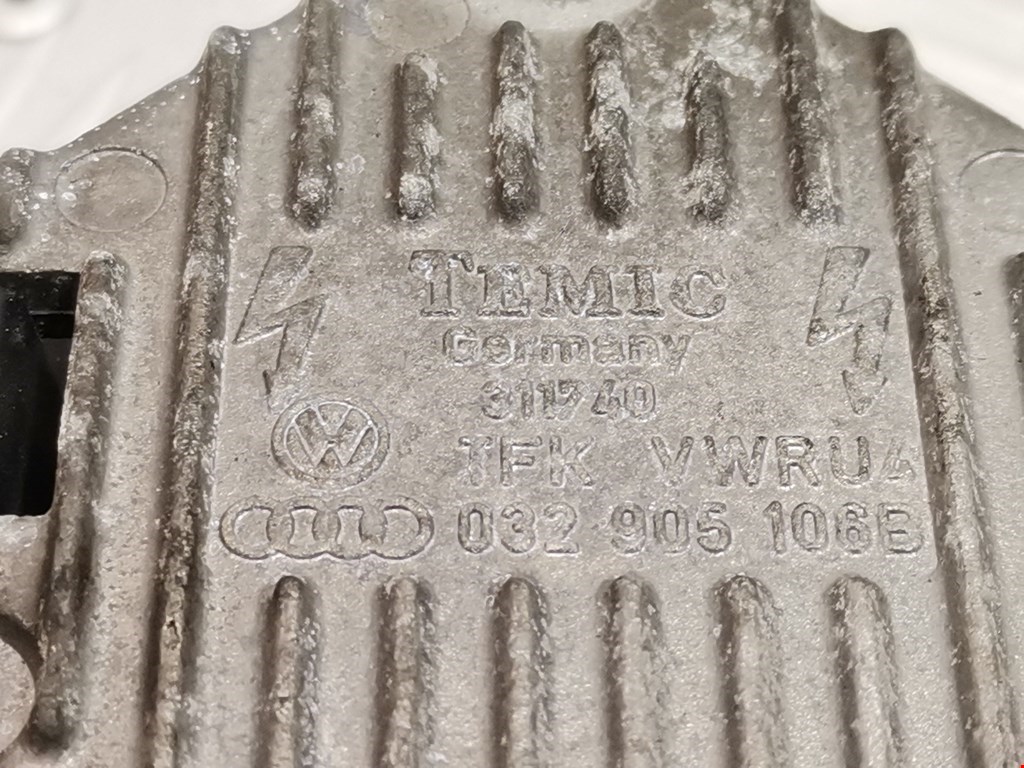 TEMIC
Germany
311740
TFK VWRU4
032 905 106B